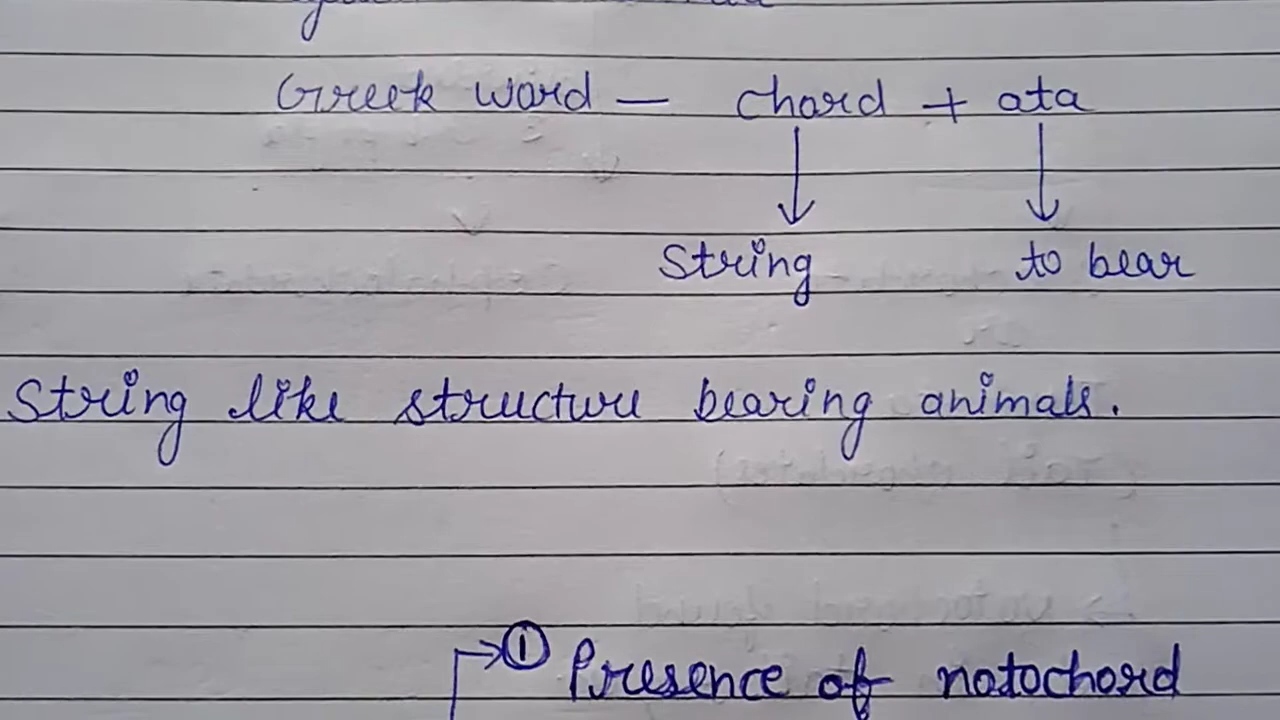 Greek word — chord + ata
String to bear
String like structure bearing animals.
→ ① Presence of notochord